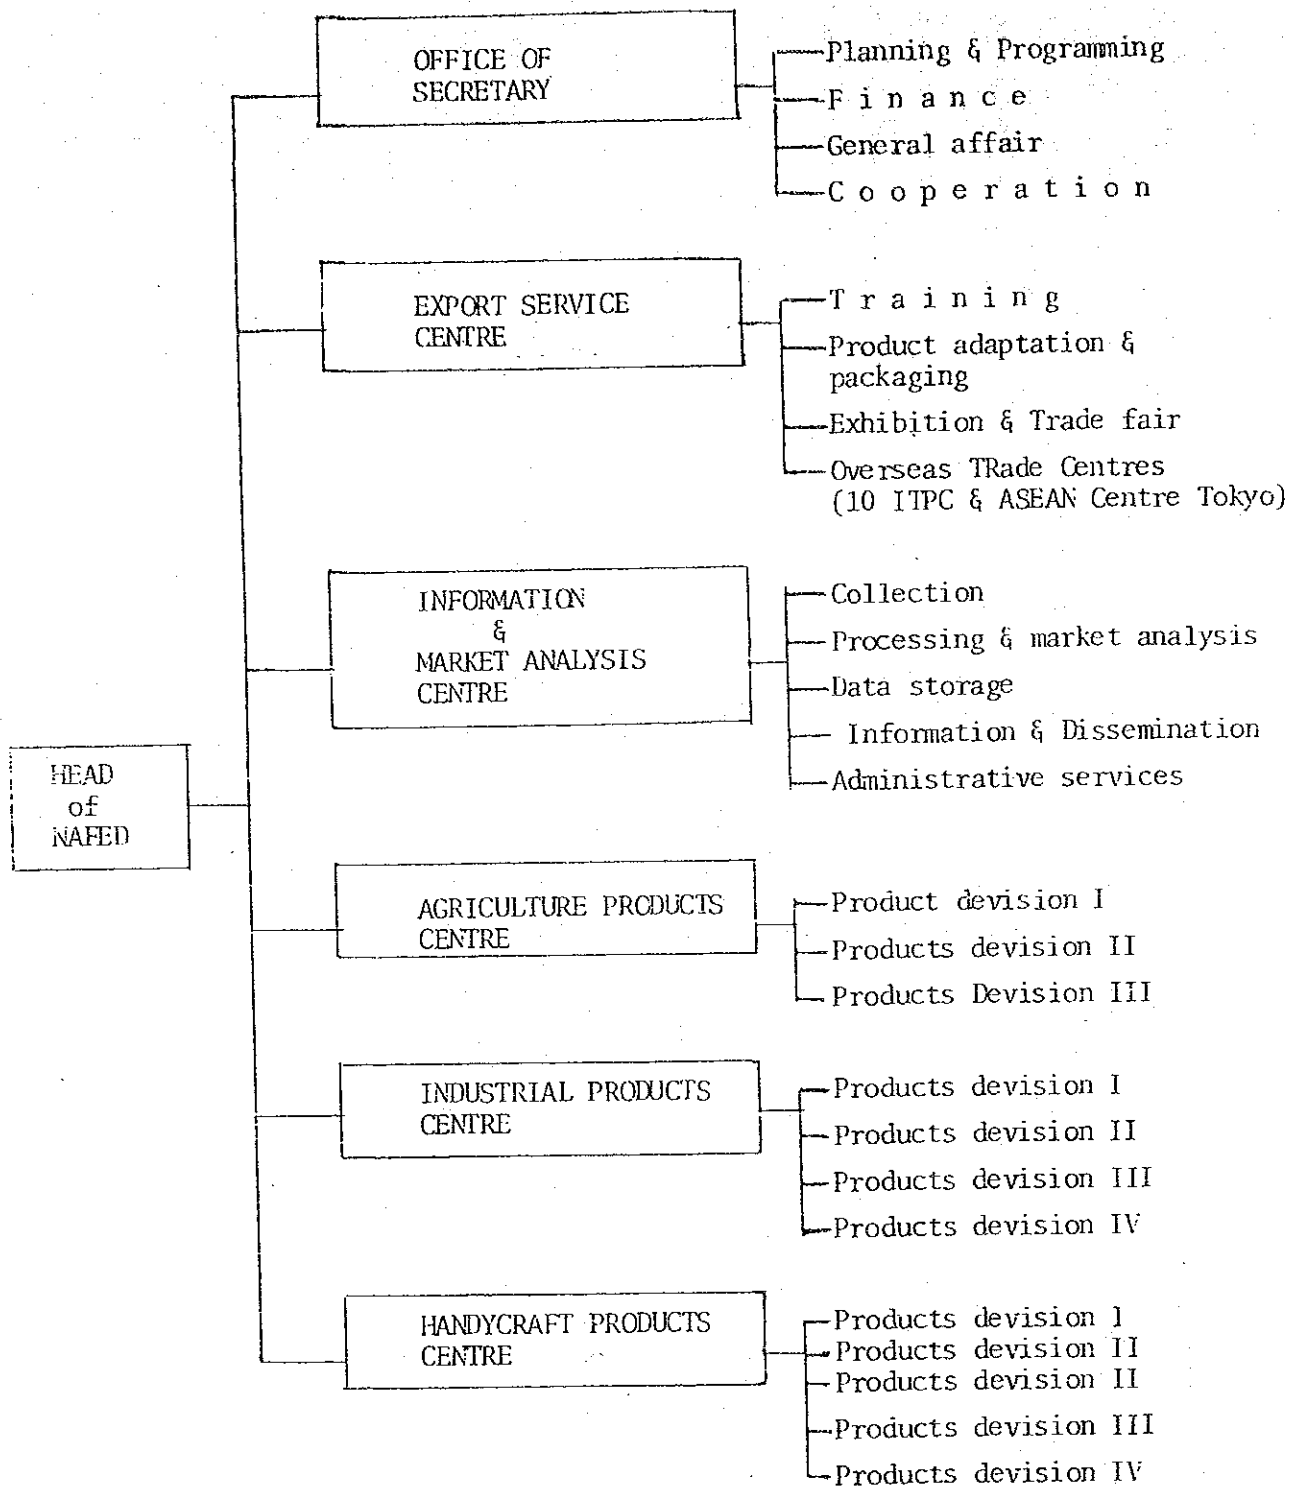 OFFICE OF
SECRETARY
Planning & Programming
F i n a n c e
General affair
C o o p e r a t i o n
EXPORT SERVICE
CENTRE
T r a i n i n g
Product adaptation &
packaging
Exhibition & Trade fair
Overseas TRade Centres
(10 ITPC & ASEAN Centre Tokyo)
INFORMATION
&
MARKET ANALYSIS
CENTRE
Collection
Processing & market analysis
Data storage
Information & Dissemination
Administrative services
HEAD
of
NAFED
AGRICULTURE PRODUCTS
CENTRE
Product devision I
Products devision II
Products Devision III
INDUSTRIAL PRODUCTS
CENTRE
Products devision I
Products devision II
Products devision III
Products devision IV
HANDYCRAFT PRODUCTS
CENTRE
Products devision 1
Products devision II
Products devision II
Products devision III
Products devision IV